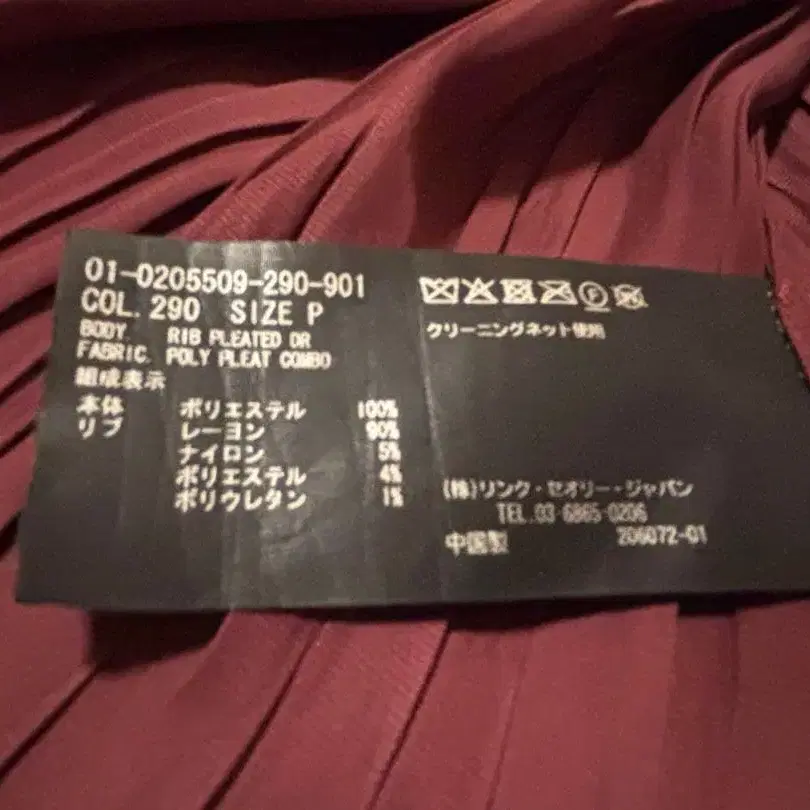 01-0205509-290-901
COL. 290 SIZE P
BODY. RIB PLEATED DR
FABRIC. POLY PLEAT COMBO
組成表示
本体 ポリエステル 100%
リブ レーヨン 90%
ナイロン 5%
ポリエステル 4%
ポリウレタン 1%
F
クリーニングネット使用
(株)リンク・セオリー・ジャパン
TEL.03-6865-0206
中国製 206072-01